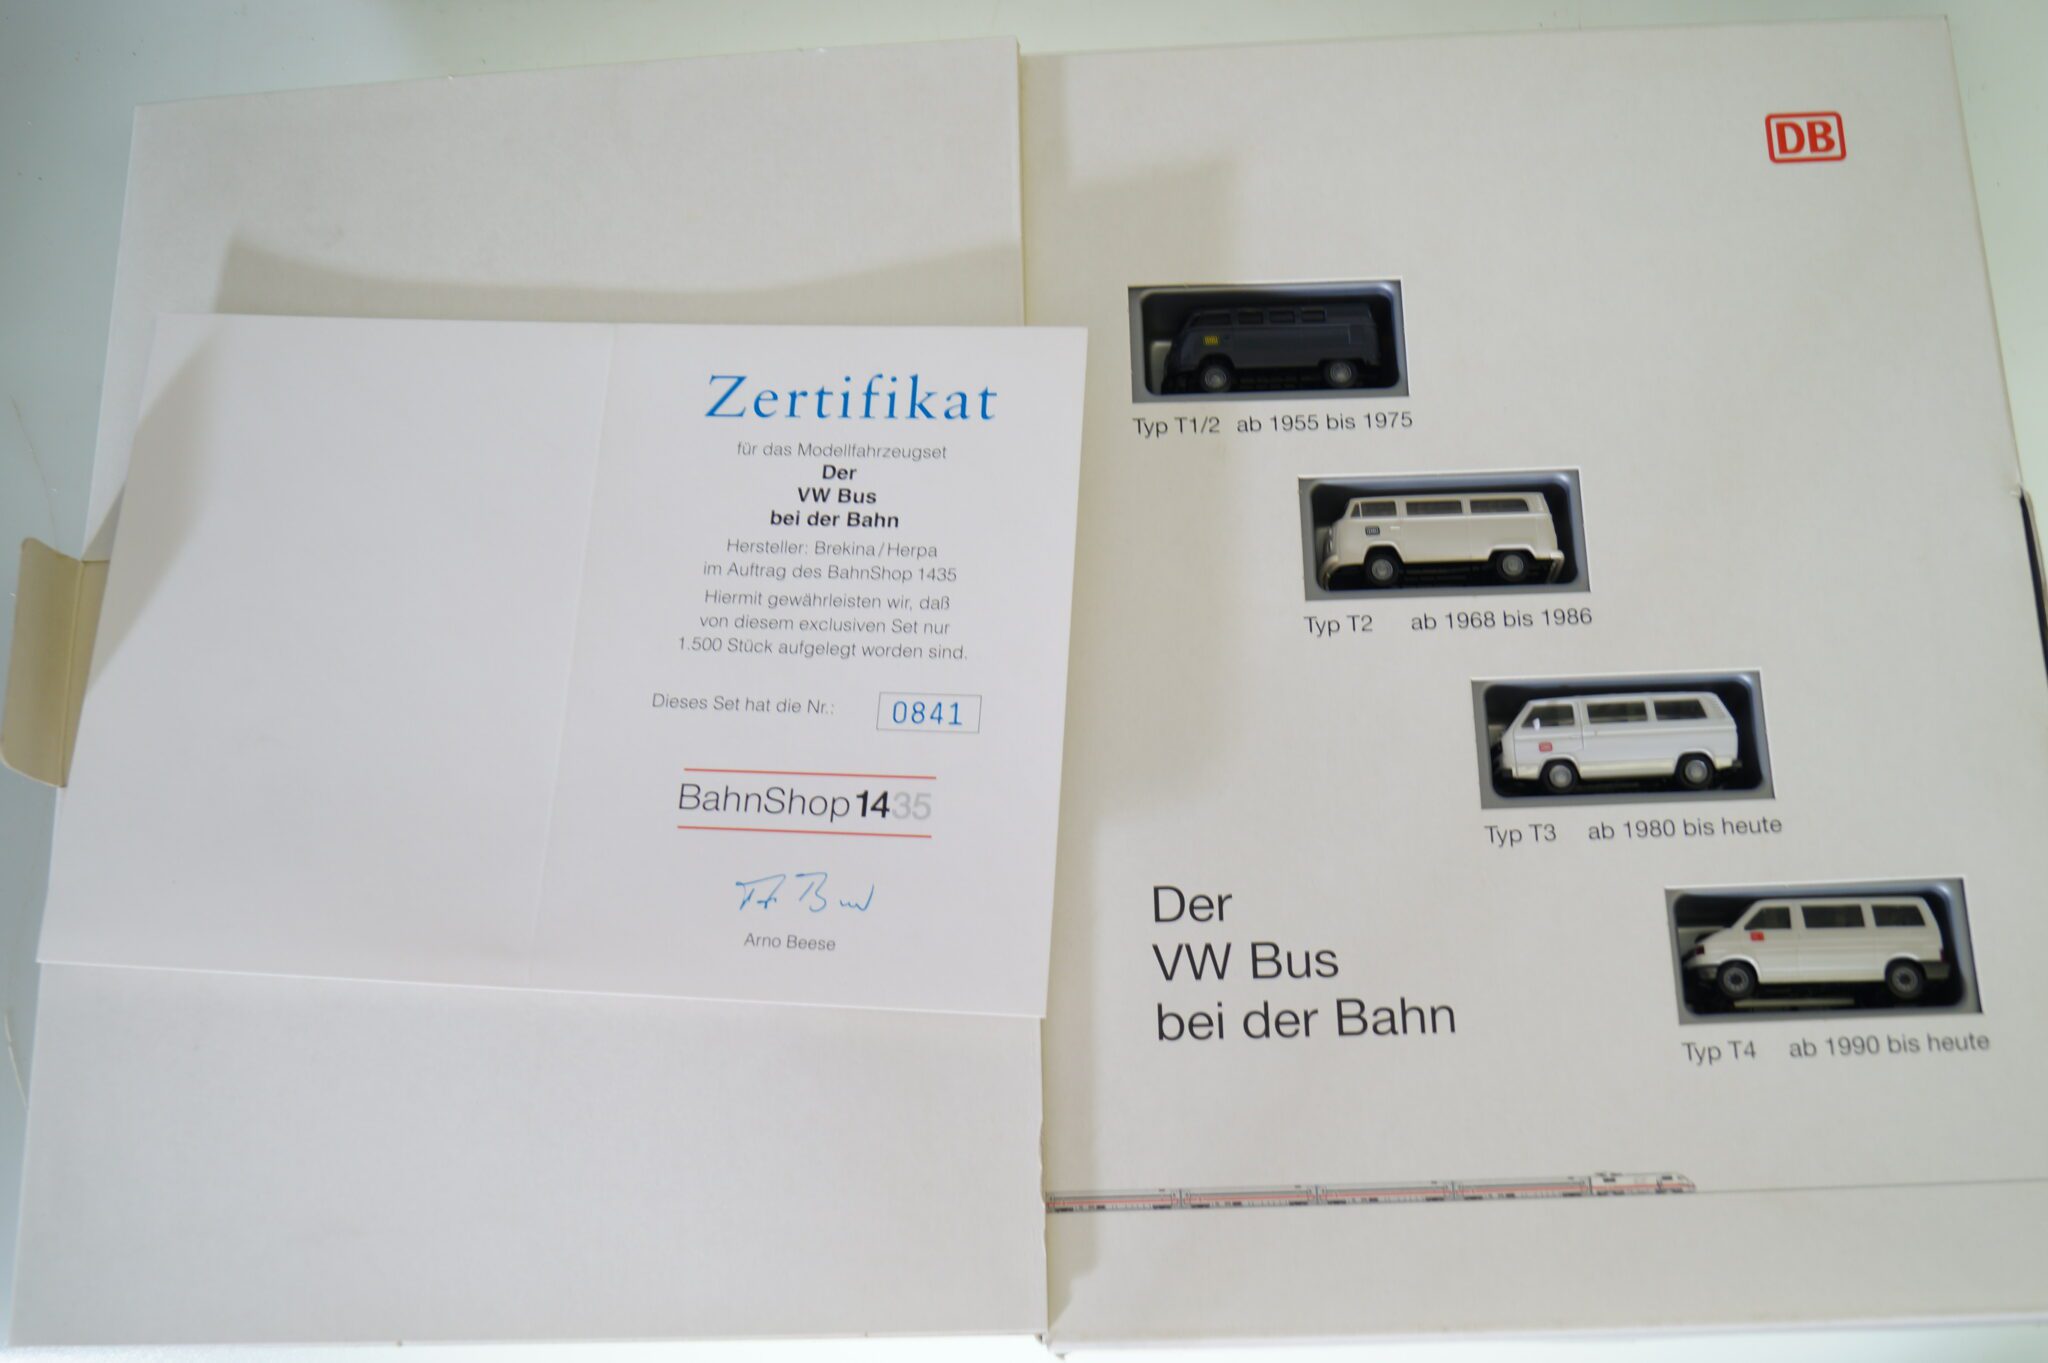 Zertifikat
für das Modellfahrzeugset
Der
VW Bus
bei der Bahn
Hersteller: Brekina/Herpa
im Auftrag des BahnShop 1435
Hiermit gewährleisten wir, daß
von diesem exclusiven Set nur
1.500 Stück aufgelegt worden sind.
Dieses Set hat die Nr.: 0841
BahnShop1435
Arno Beese
DB
Typ T1/2 ab 1955 bis 1975
Typ T2 ab 1968 bis 1986
Typ T3 ab 1980 bis heute
Typ T4 ab 1990 bis heute
Der
VW Bus
bei der Bahn